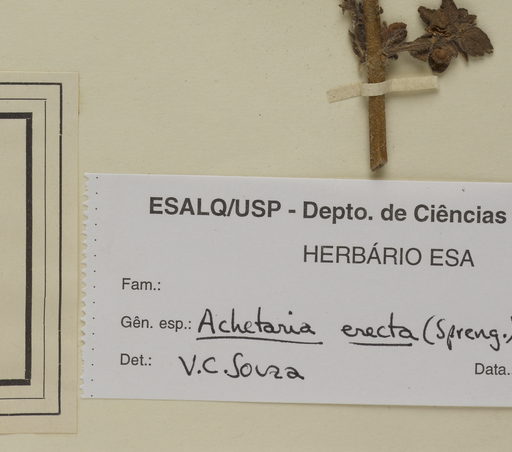 ESALQ/USP - Depto. de Ciências
HERBÁRIO ESA
Fam.:
Gên. esp.: Achetaria erecta (Spreng.)
Det.: V.C. Souza Data.